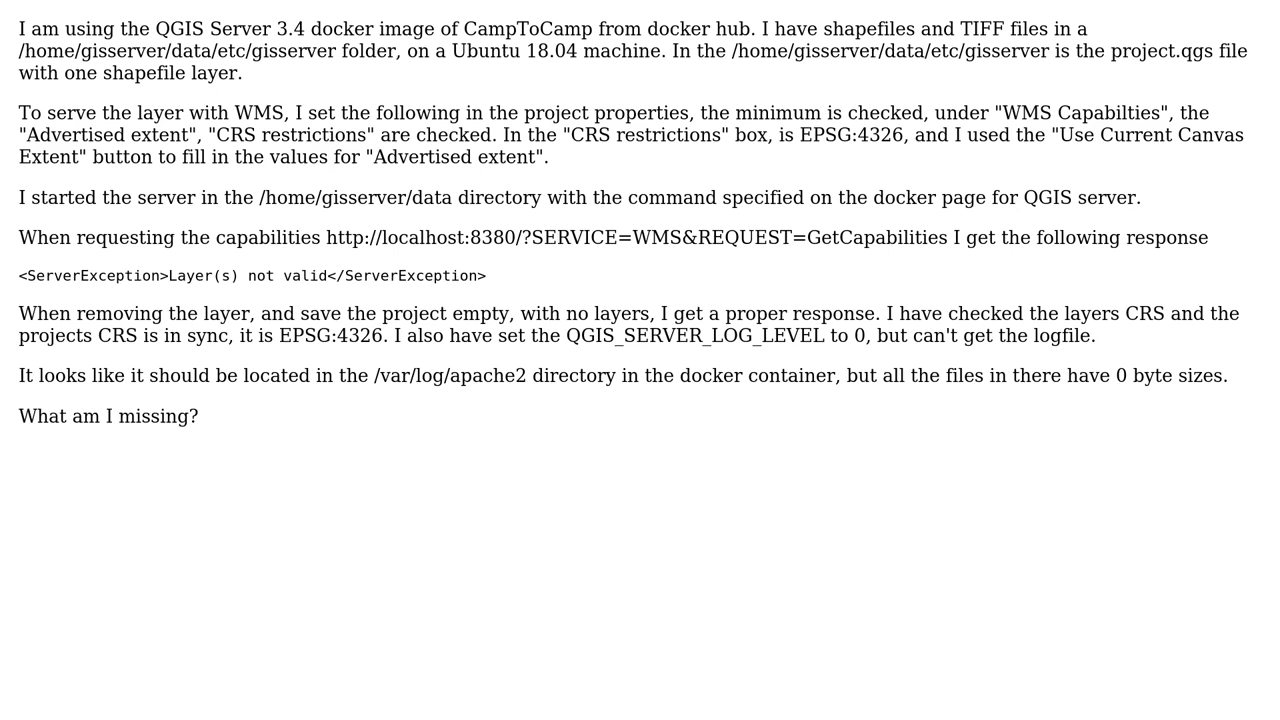 I am using the QGIS Server 3.4 docker image of CampToCamp from docker hub. I have shapefiles and TIFF files in a
/home/gisserver/data/etc/gisserver folder, on a Ubuntu 18.04 machine. In the /home/gisserver/data/etc/gisserver is the project.qgs file
with one shapefile layer.
To serve the layer with WMS, I set the following in the project properties, the minimum is checked, under "WMS Capabilties", the
"Advertised extent", "CRS restrictions" are checked. In the "CRS restrictions" box, is EPSG:4326, and I used the "Use Current Canvas
Extent" button to fill in the values for "Advertised extent".
I started the server in the /home/gisserver/data directory with the command specified on the docker page for QGIS server.
When requesting the capabilities http://localhost:8380/?SERVICE=WMS&REQUEST=GetCapabilities I get the following response
<ServerException>Layer(s) not valid</ServerException>
When removing the layer, and save the project empty, with no layers, I get a proper response. I have checked the layers CRS and the
projects CRS is in sync, it is EPSG:4326. I also have set the QGIS_SERVER_LOG_LEVEL to 0, but can't get the logfile.
It looks like it should be located in the /var/log/apache2 directory in the docker container, but all the files in there have 0 byte sizes.
What am I missing?